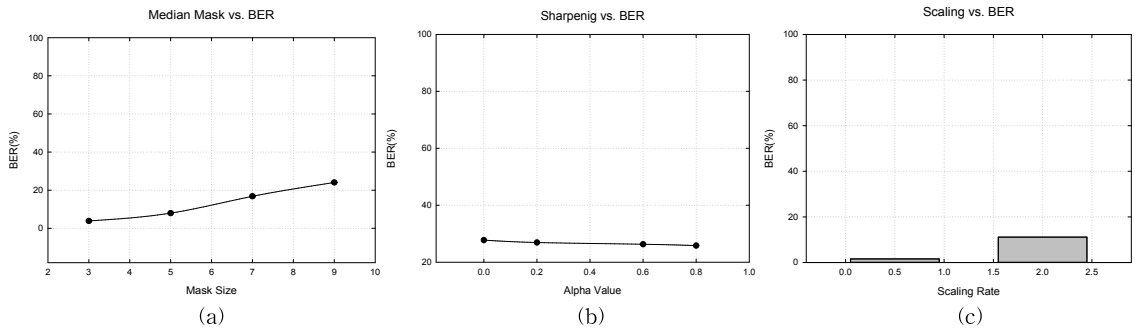 Median Mask vs. BER
BER(%)
100
80
60
40
20
0
2 3 4 5 6 7 8 9 10
Mask Size
(a)
Sharpenig vs. BER
BER(%)
100
80
60
40
20
0.0 0.2 0.4 0.6 0.8 1.0
Alpha Value
(b)
Scaling vs. BER
BER(%)
100
80
60
40
20
0
0.0 0.5 1.0 1.5 2.0 2.5
Scaling Rate
(c)